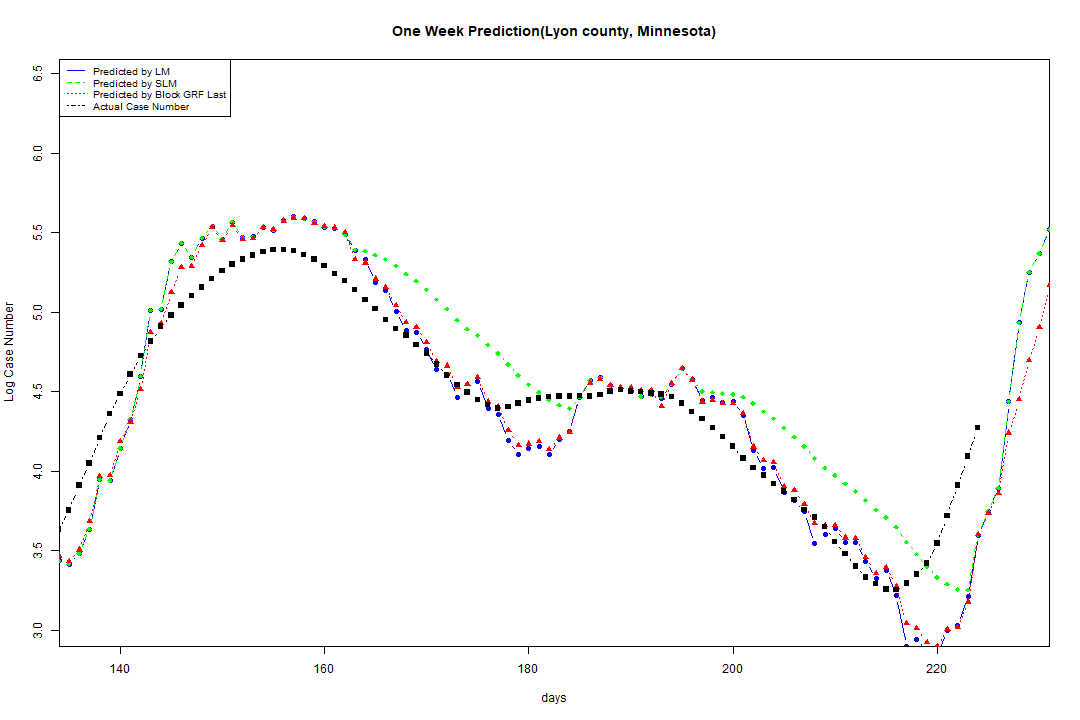 One Week Prediction(Lyon county, Minnesota)
Predicted by LM
Predicted by SLM
Predicted by Block GRF Last
Actual Case Number
6.5
6.0
5.5
5.0
4.5
4.0
3.5
3.0
Log Case Number
140 160 180 200 220
days